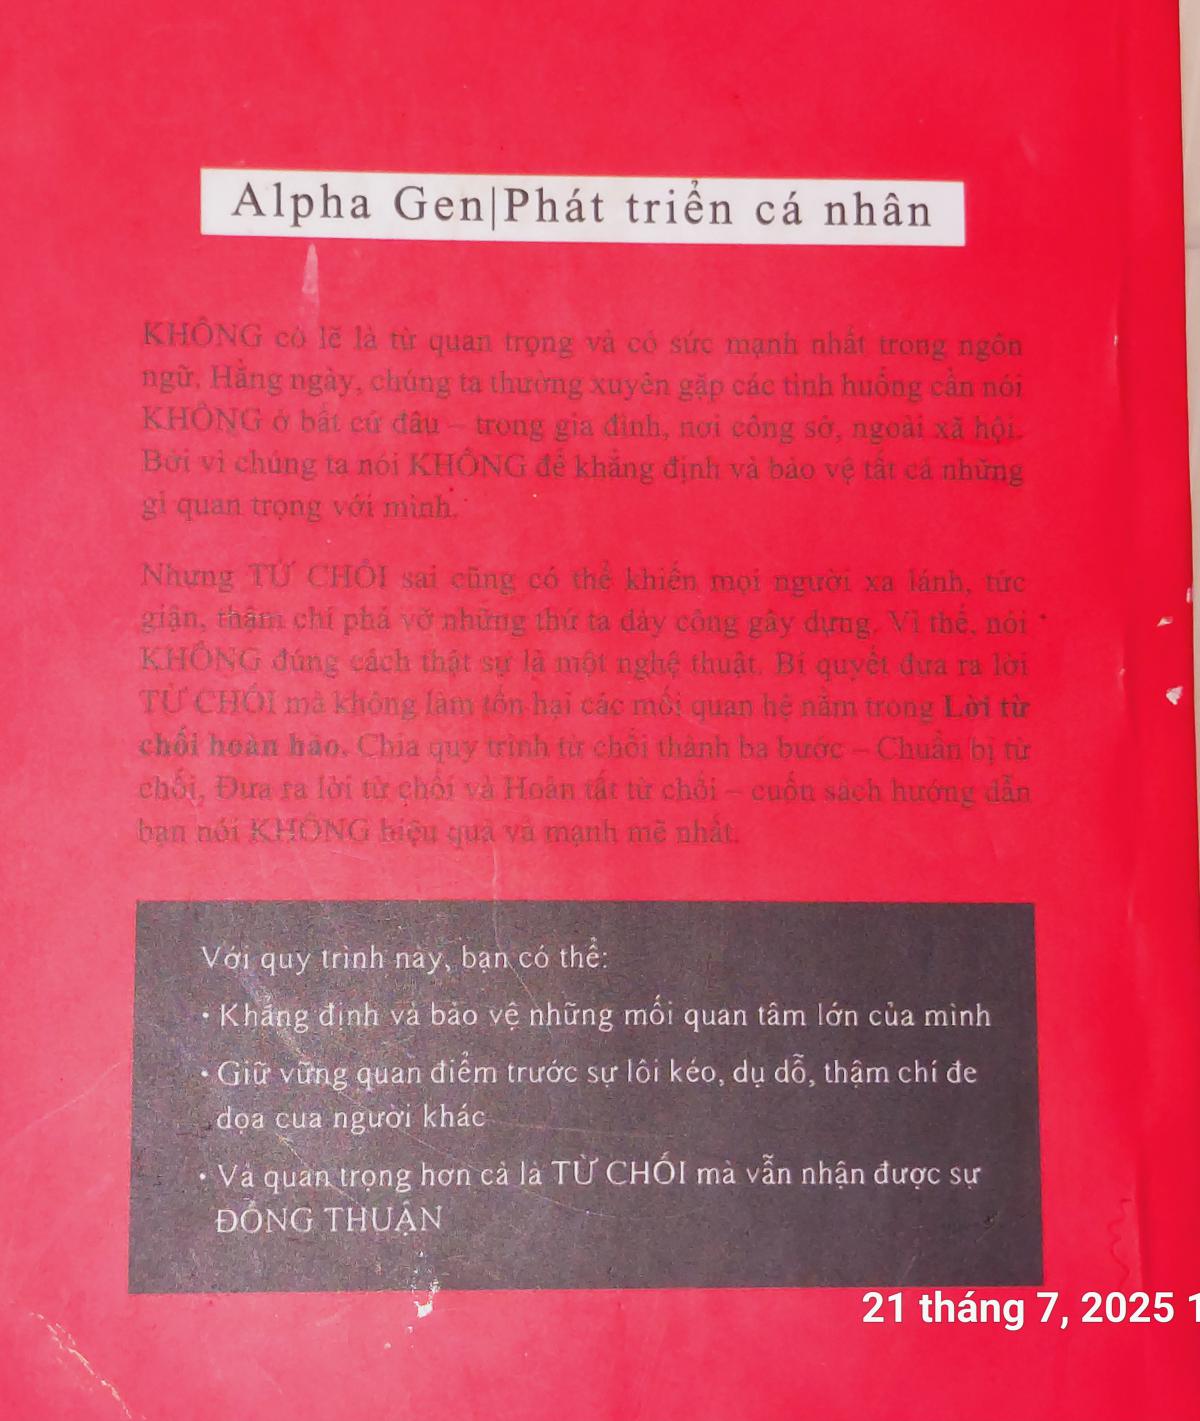 Alpha Gen|Phát triển cá nhân
KHÔNG có lẽ là từ quan trọng và có sức mạnh nhất trong ngôn
ngữ. Hằng ngày, chúng ta thường xuyên gặp các tình huống cần nói
KHÔNG ở bất cứ đâu – trong gia đình, nơi công sở, ngoài xã hội.
Bởi vì chúng ta nói KHÔNG để khẳng định và bảo vệ tất cả những
gì quan trọng với mình.
Nhưng TỪ CHỐI sai cũng có thể khiến mọi người xa lánh, tức
giận, thậm chí phá vỡ những thứ ta dày công gây dựng. Vì thế, nói
KHÔNG đúng cách thật sự là một nghệ thuật. Bí quyết đưa ra lời
TỪ CHỐI mà không làm tổn hại các mối quan hệ nằm trong Lời từ
chối hoàn hảo. Chia quy trình từ chối thành ba bước – Chuẩn bị từ
chối, Đưa ra lời từ chối và Hoàn tất từ chối – cuốn sách hướng dẫn
bạn nói KHÔNG hiệu quả và mạnh mẽ nhất.
Với quy trình này, bạn có thể:
• Khẳng định và bảo vệ những mối quan tâm lớn của mình
• Giữ vững quan điểm trước sự lôi kéo, dụ dỗ, thậm chí đe
dọa của người khác
• Và quan trọng hơn cả là TỪ CHỐI mà vẫn nhận được sự
ĐỒNG THUẬN
21 tháng 7, 2025 1